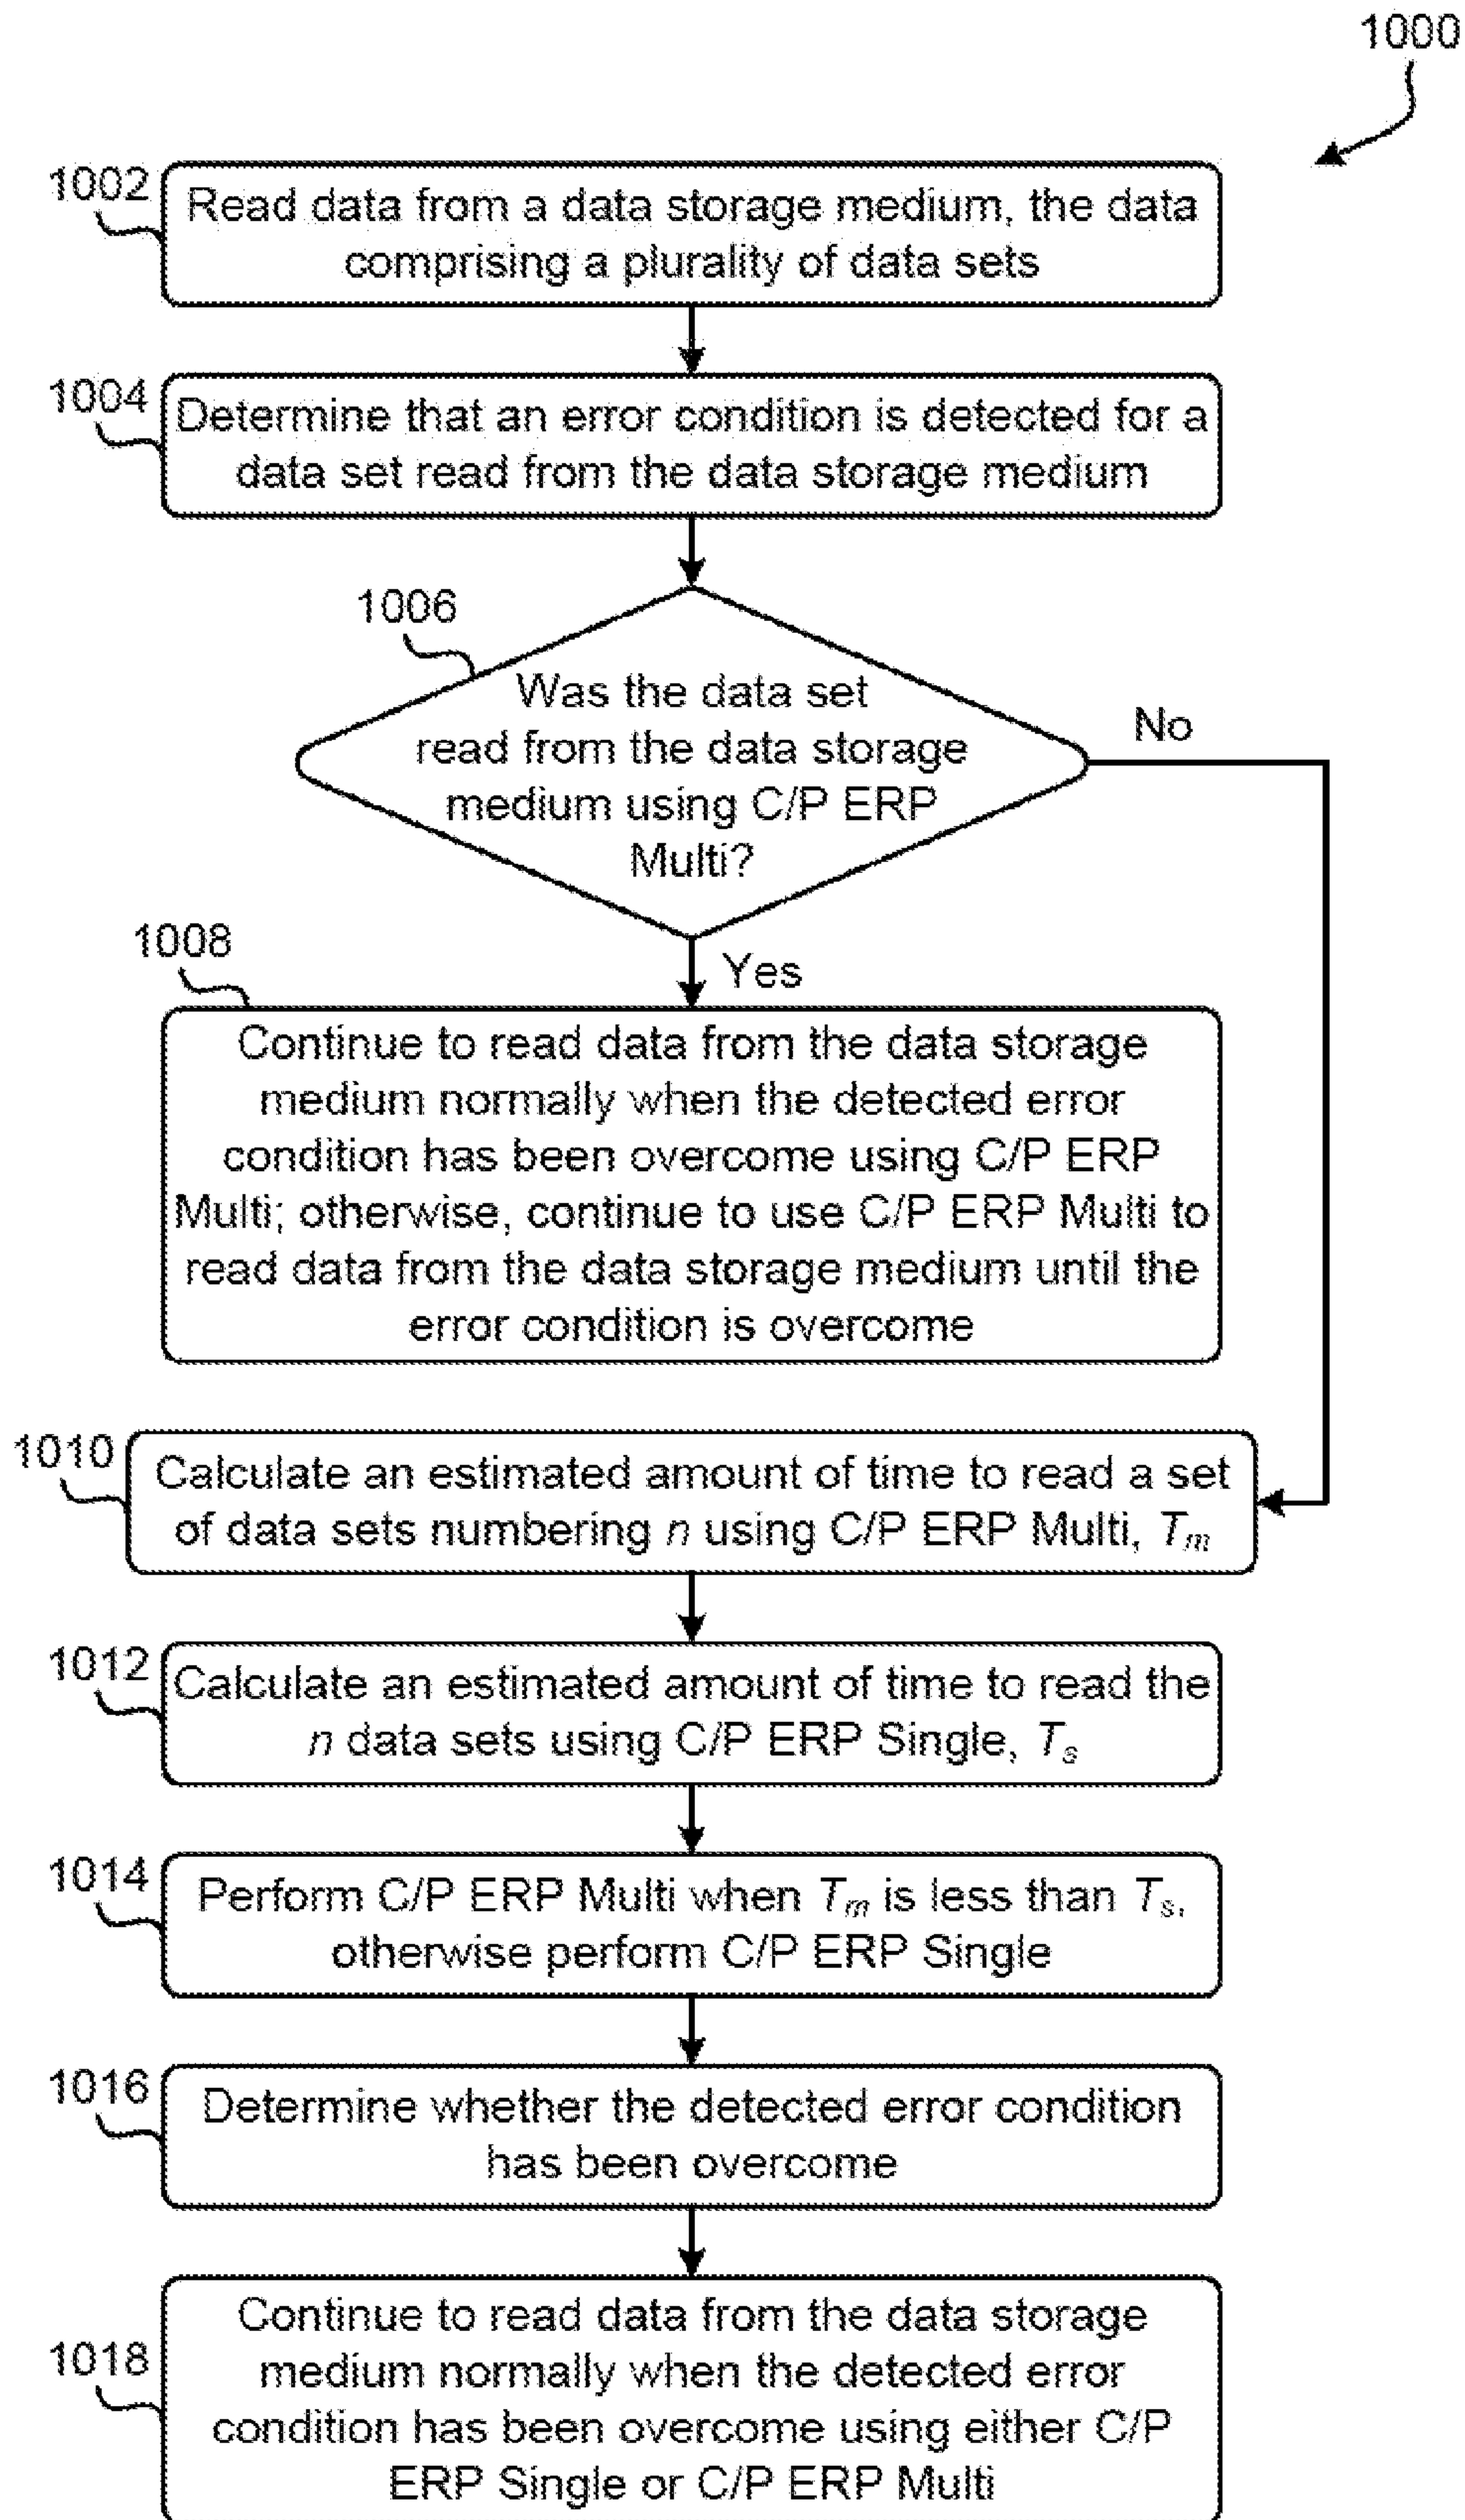 1000
1002
Read data from a data storage medium, the data
comprising a plurality of data sets
1004
Determine that an error condition is detected for a
data set read from the data storage medium
1006
Was the data set
read from the data storage
medium using C/P ERP
Multi?
No
Yes
1008
Continue to read data from the data storage
medium normally when the detected error
condition has been overcome using C/P ERP
Multi; otherwise, continue to use C/P ERP Multi to
read data from the data storage medium until the
error condition is overcome
1010
Calculate an estimated amount of time to read a set
of data sets numbering n using C/P ERP Multi, Tm
1012
Calculate an estimated amount of time to read the
n data sets using C/P ERP Single, Ts
1014
Perform C/P ERP Multi when Tm is less than Ts,
otherwise perform C/P ERP Single
1016
Determine whether the detected error condition
has been overcome
1018
Continue to read data from the data storage
medium normally when the detected error
condition has been overcome using either C/P
ERP Single or C/P ERP Multi